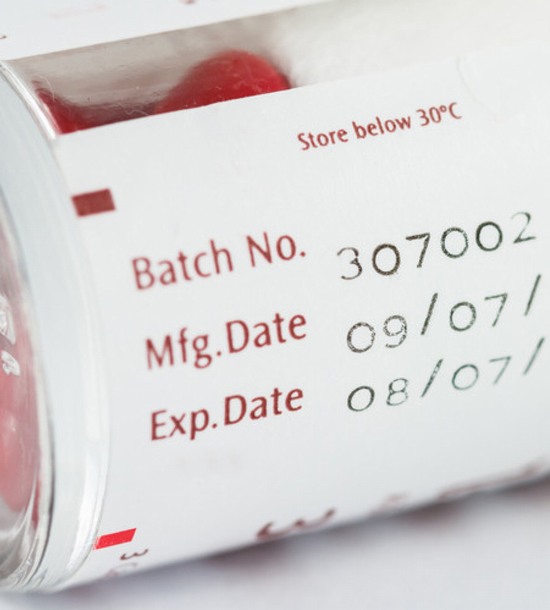 Store below 30°C
Batch No. 307002
Mfg.Date 09/07/
Exp.Date 08/07/